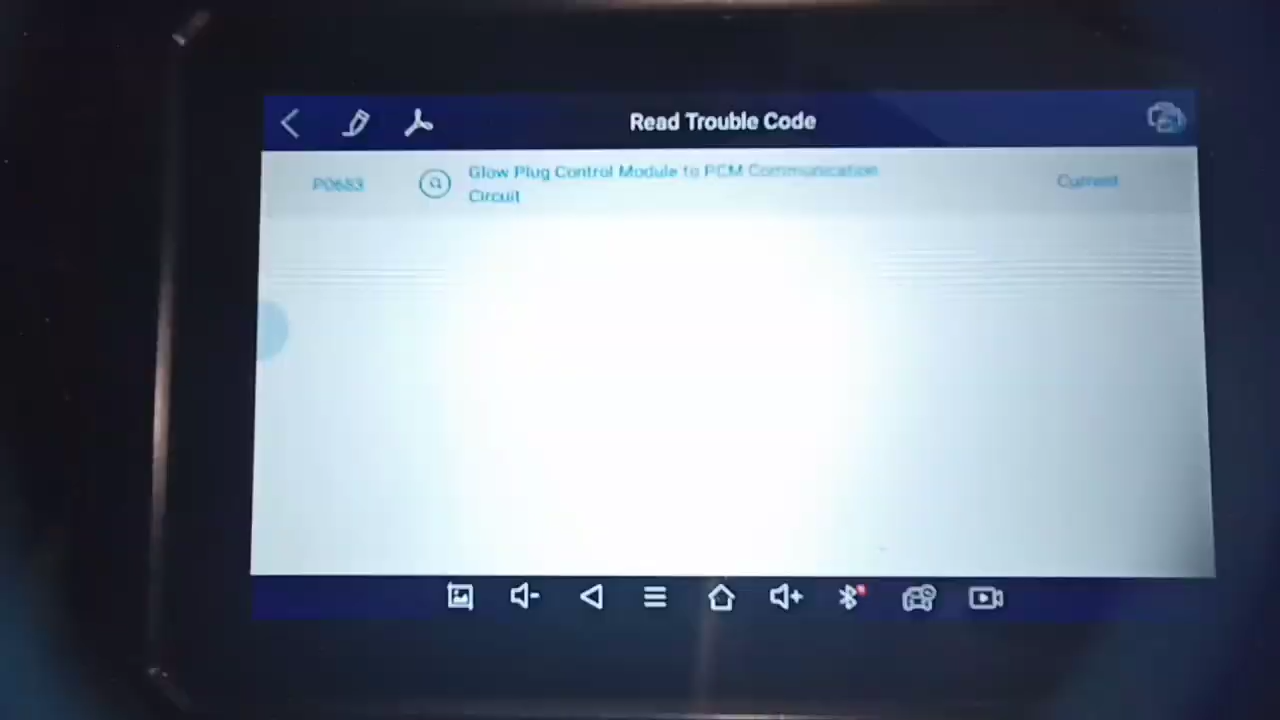 Read Trouble Code
P0683
Glow Plug Control Module to PCM Communication
Circuit
Current